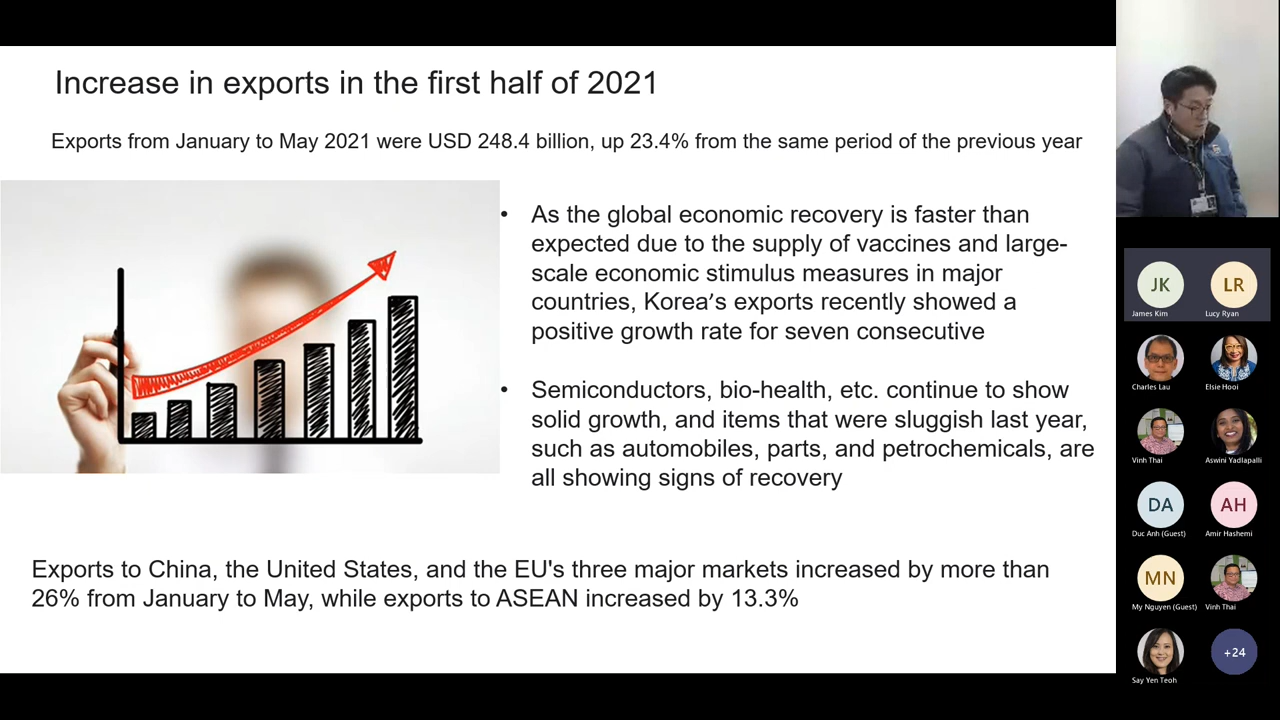 Increase in exports in the first half of 2021
Exports from January to May 2021 were USD 248.4 billion, up 23.4% from the same period of the previous year
• As the global economic recovery is faster than
expected due to the supply of vaccines and large-
scale economic stimulus measures in major
countries, Korea’s exports recently showed a
positive growth rate for seven consecutive
• Semiconductors, bio-health, etc. continue to show
solid growth, and items that were sluggish last year,
such as automobiles, parts, and petrochemicals, are
all showing signs of recovery
Exports to China, the United States, and the EU's three major markets increased by more than
26% from January to May, while exports to ASEAN increased by 13.3%
JK
James Kim
LR
Lucy Ryan
Charles Lau
Elsie Hooi
Vinh Thai
Aswini Yadlapalli
DA
Duc Anh (Guest)
AH
Amir Hashemi
MN
My Nguyen (Guest)
Vinh Thai
Say Yen Teoh
+24